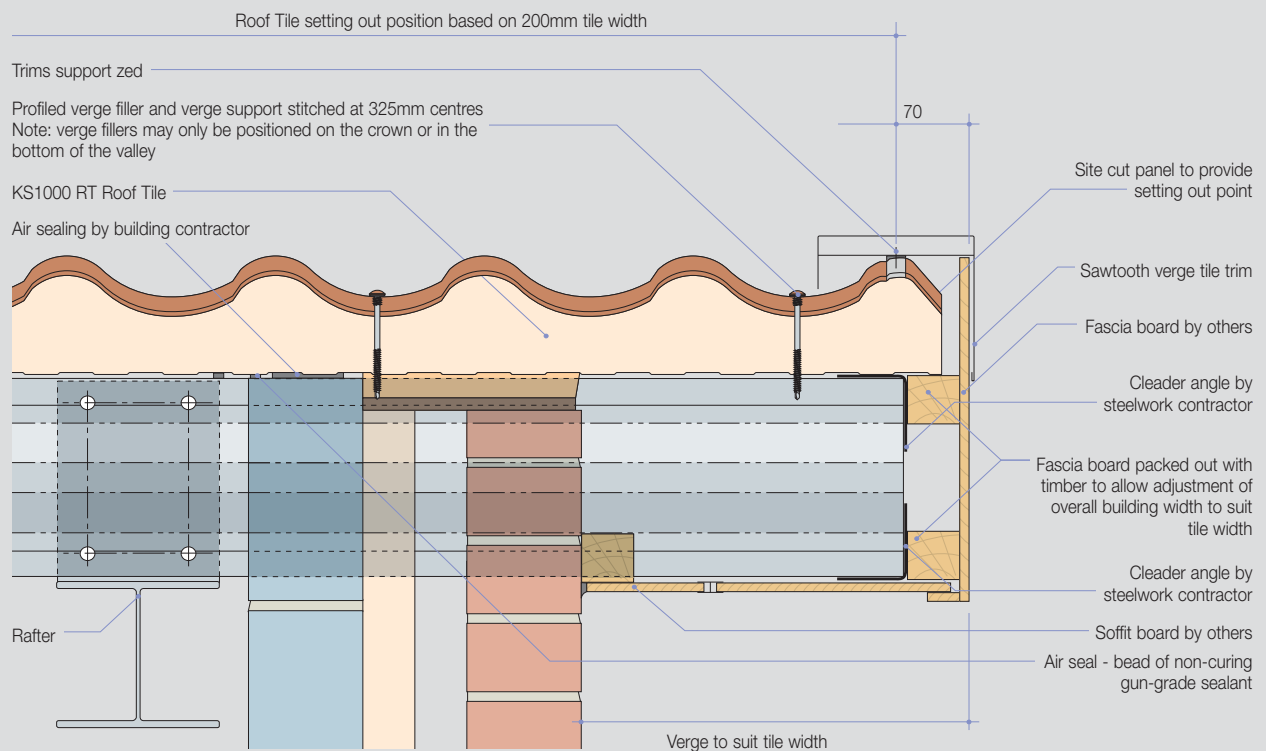 Roof Tile setting out position based on 200mm tile width
Trims support zed
Profiled verge filler and verge support stitched at 325mm centres
Note: verge fillers may only be positioned on the crown or in the
bottom of the valley
KS1000 RT Roof Tile
Air sealing by building contractor
Rafter
70
Site cut panel to provide
setting out point
Sawtooth verge tile trim
Fascia board by others
Cleader angle by
steelwork contractor
Fascia board packed out with
timber to allow adjustment of
overall building width to suit
tile width
Cleader angle by
steelwork contractor
Soffit board by others
Air seal - bead of non-curing
gun-grade sealant
Verge to suit tile width